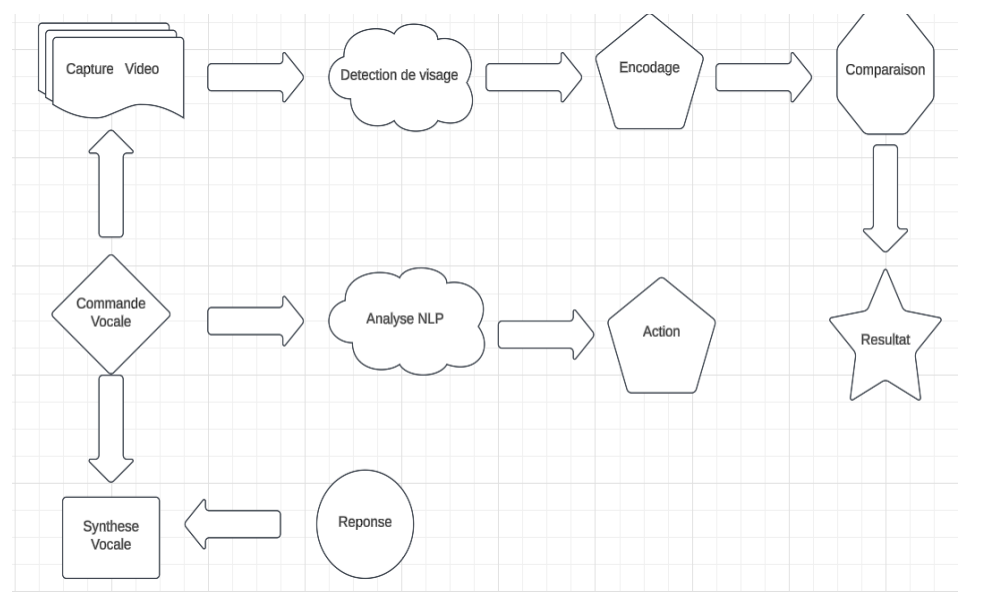 Capture Video
Detection de visage
Encodage
Comparaison
Commande
Vocale
Analyse NLP
Action
Resultat
Synthese
Vocale
Reponse